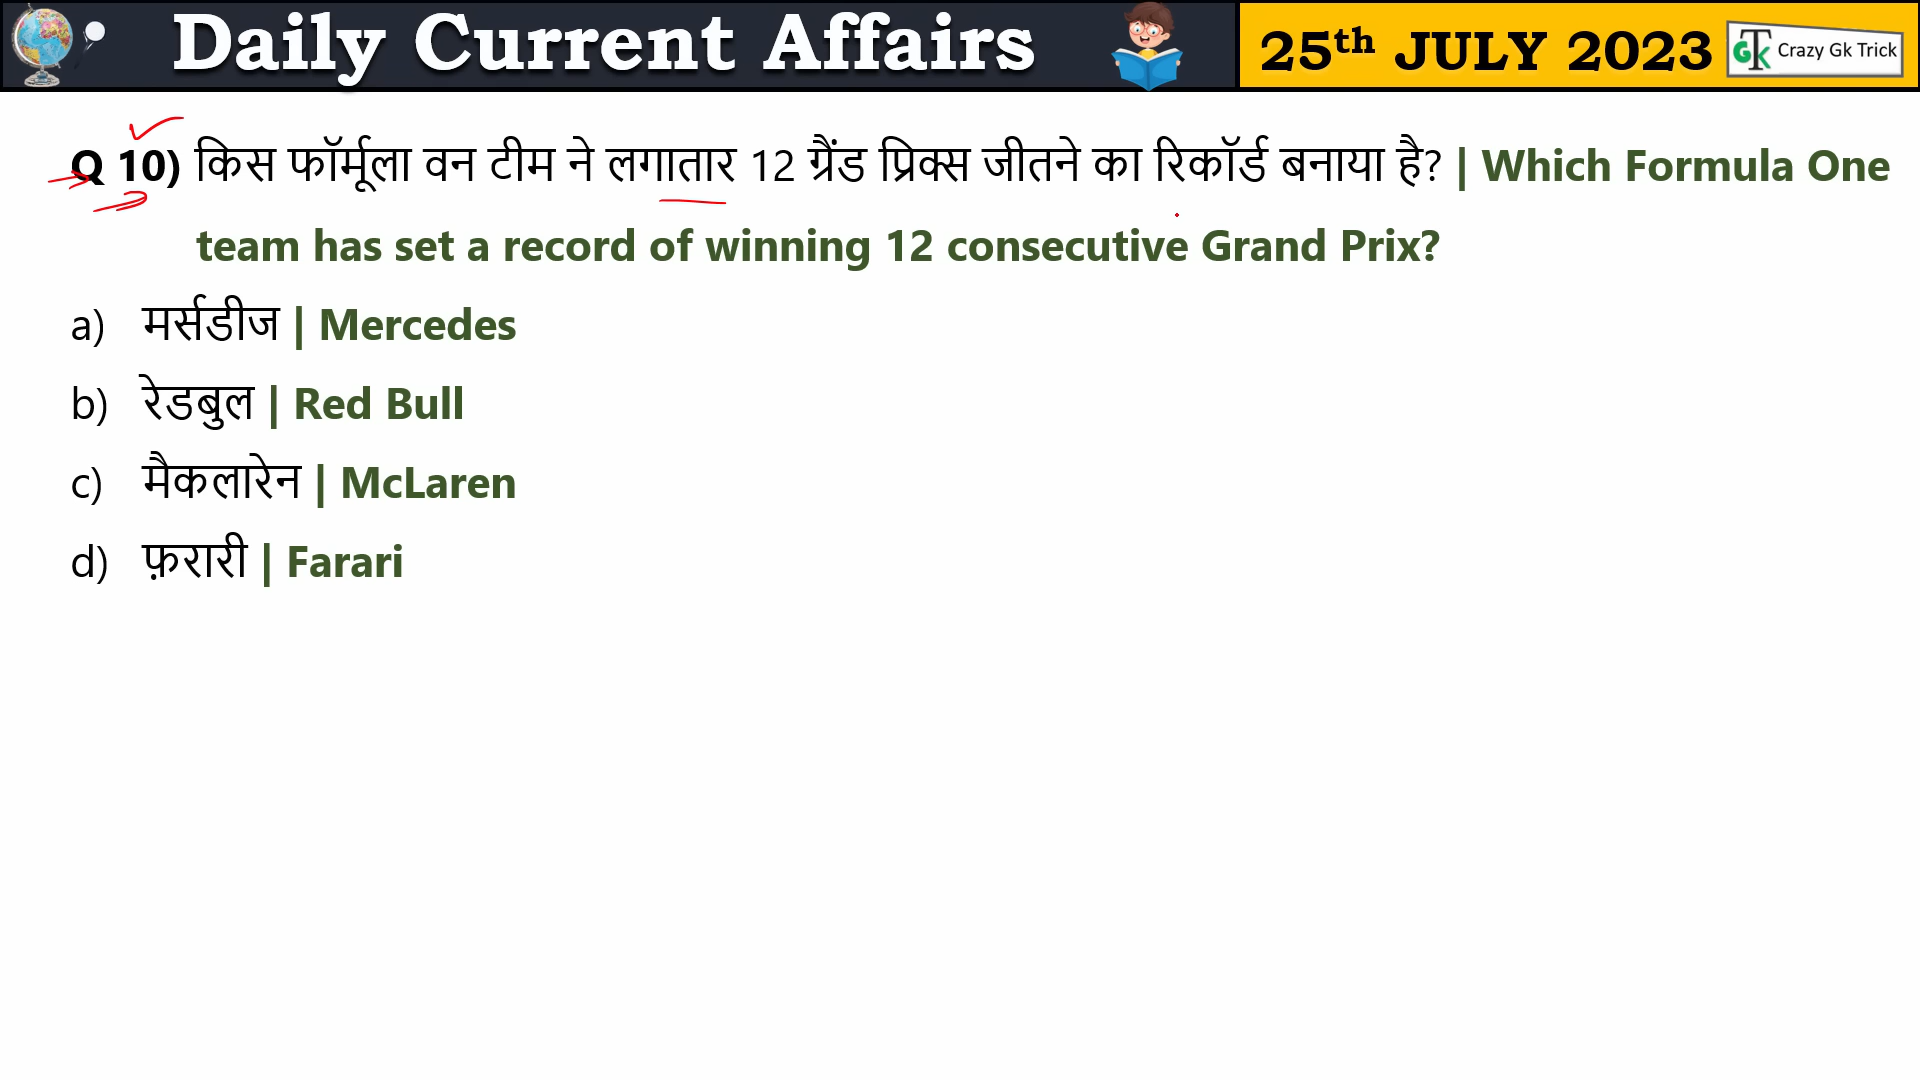 Daily Current Affairs
25th JULY 2023
GTK Crazy Gk Trick
Q 10) किस फॉर्मूला वन टीम ने लगातार 12 ग्रैंड प्रिक्स जीतने का रिकॉर्ड बनाया है? | Which Formula One
team has set a record of winning 12 consecutive Grand Prix?
a) मर्सडीज | Mercedes
b) रेडबुल | Red Bull
c) मैकलारेन | McLaren
d) फ़रारी | Farari